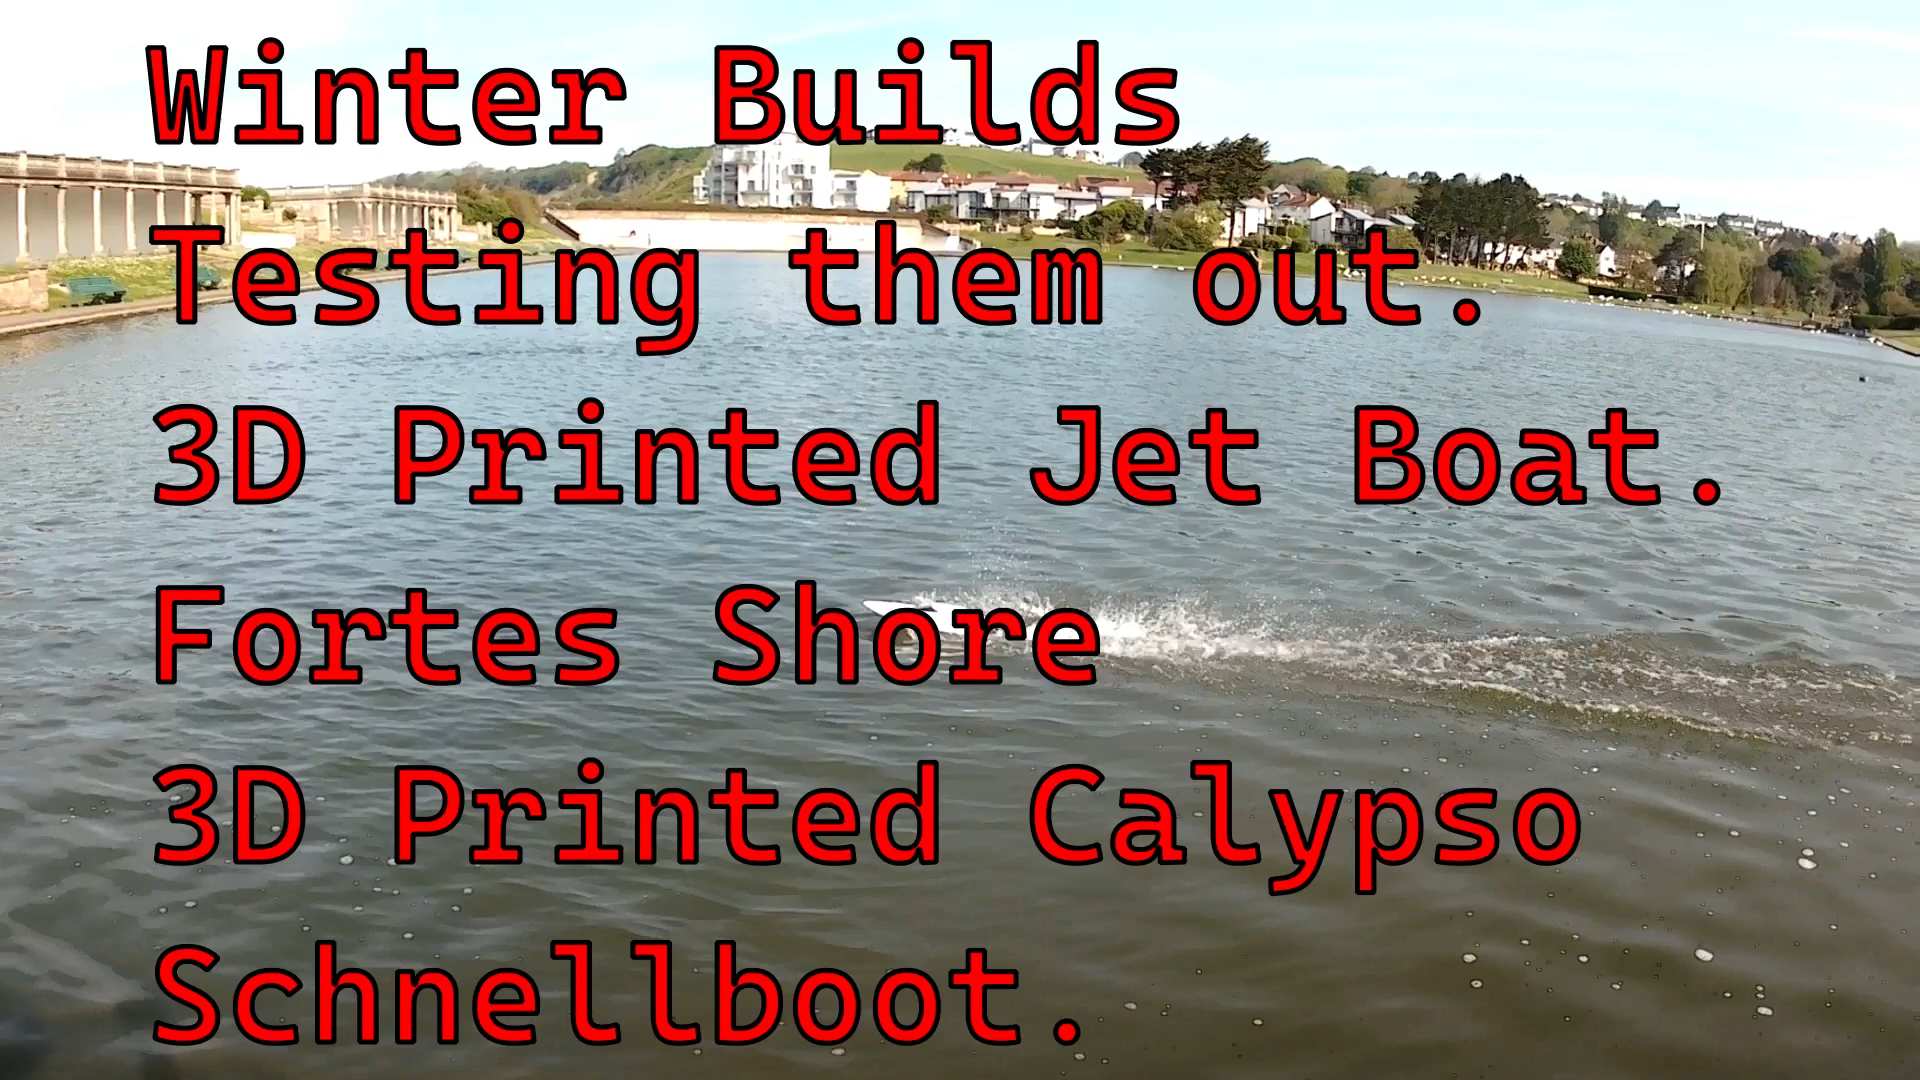 Winter Builds
Testing them out.
3D Printed Jet Boat.
Fortes Shore
3D Printed Calypso
Schnellboot.